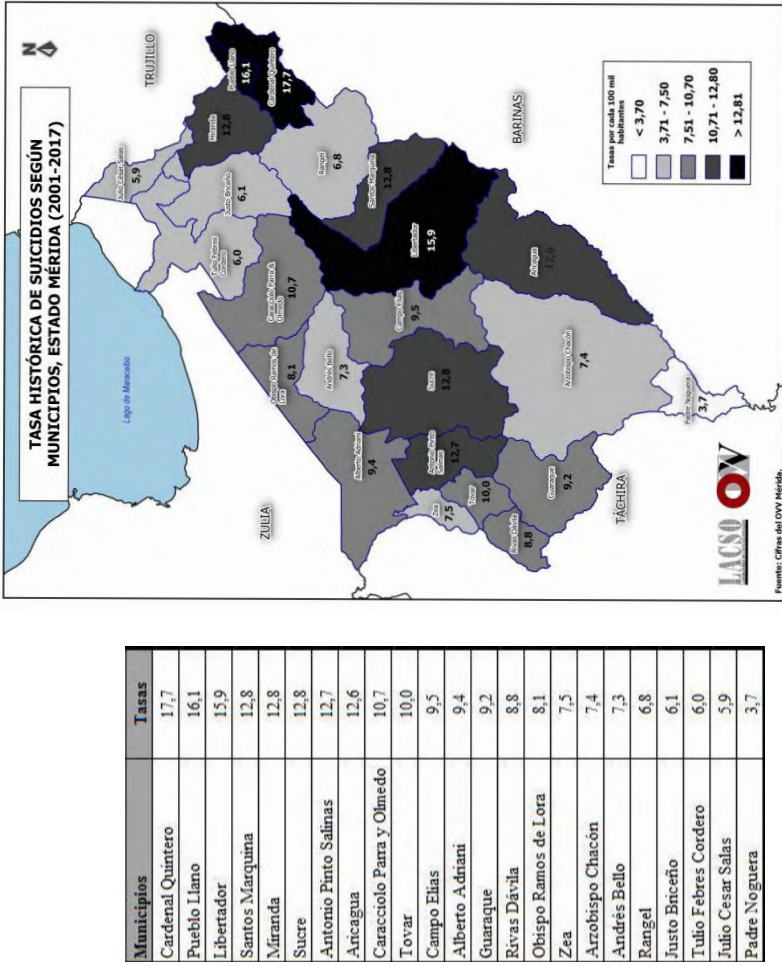 Municipios Tasas
Cardenal Quintero 17,7
Pueblo Llano 16,1
Libertador 15,9
Santos Marquina 12,8
Miranda 12,8
Sucre 12,8
Antonio Pinto Salinas 12,7
Aricagua 12,6
Caracciolo Parra y Olmedo 10,7
Tovar 10,0
Campo Elias 9,5
Alberto Adriani 9,4
Guaraque 9,2
Rivas Dávila 8,8
Obispo Ramos de Lora 8,1
Zea 7,5
Arzobispo Chacón 7,4
Andrés Bello 7,3
Rangel 6,8
Justo Briceño 6,1
Tulio Febres Cordero 6,0
Julio Cesar Salas 5,9
Padre Noguera 3,7
TASA HISTÓRICA DE SUICIDIOS SEGÚN
MUNICIPIOS, ESTADO MÉRIDA (2001-2017)
N
Lago de Maracaibo
TRUJILLO
ZULIA
BARINAS
TÁCHIRA
Julio César Salas
5,9
Pueblo Llano
16,1
Cardenal Quintero
17,7
Miranda
12,8
Justo Briceño
6,1
Tulio Febres
Cordero
6,0
Rangel
6,8
Caracciolo Parra &
Olmedo
10,7
Santos Marquina
12,8
Obispo Ramos de
Lora
8,1
Andrés Bello
7,3
Campo Elías
9,5
Libertador
15,9
Alberto Adriani
9,4
Sucre
12,8
Aricagua
12,6
Antonio Pinto
Salinas
12,7
Zea
7,5
Tovar
10,0
Arzobispo Chacón
7,4
Rivas Dávila
8,8
Guaraque
9,2
Padre Noguera
3,7
Tasas por cada 100 mil
habitantes
< 3,70
3,71 - 7,50
7,51 - 10,70
10,71 - 12,80
> 12,81
LACSO OVV
Fuente: Cifras del OVV Mérida.